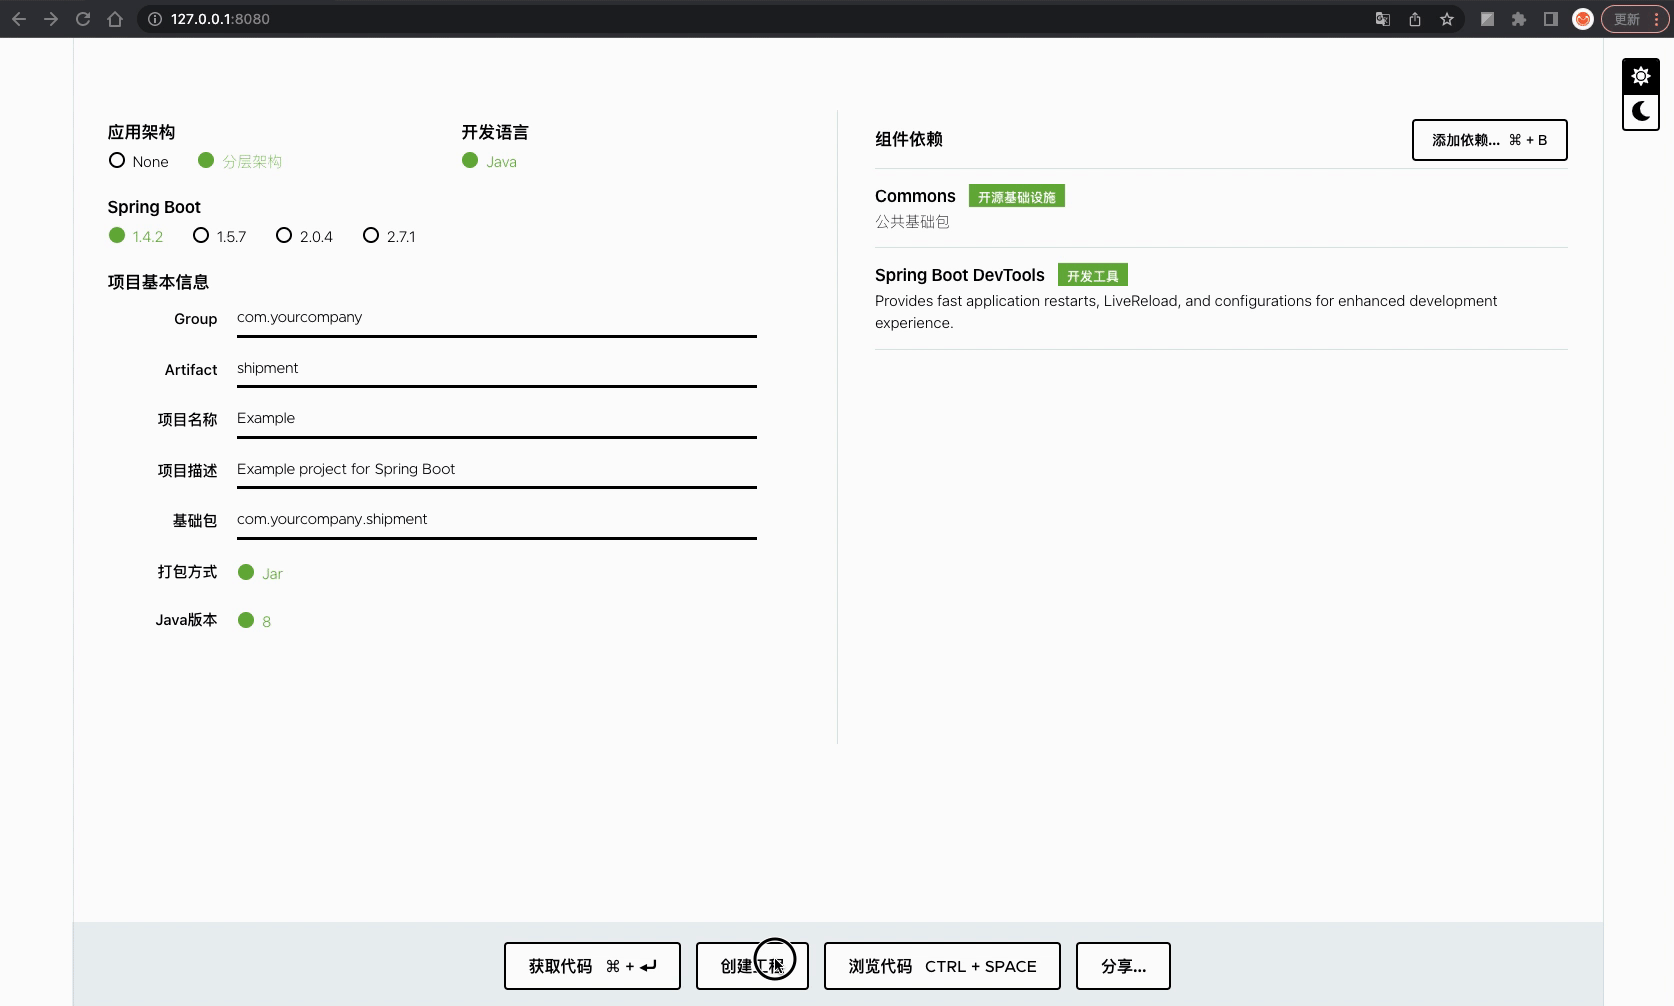 127.0.0.1:8080
更新
应用架构
None 分层架构
开发语言
Java
Spring Boot
1.4.2 1.5.7 2.0.4 2.7.1
项目基本信息
Group com.yourcompany
Artifact shipment
项目名称 Example
项目描述 Example project for Spring Boot
基础包 com.yourcompany.shipment
打包方式 Jar
Java版本 8
组件依赖
添加依赖... ⌘ + B
Commons 开源基础设施
公共基础包
Spring Boot DevTools 开发工具
Provides fast application restarts, LiveReload, and configurations for enhanced development
experience.
获取代码 ⌘ + ↵
创建工程
浏览代码 CTRL + SPACE
分享...